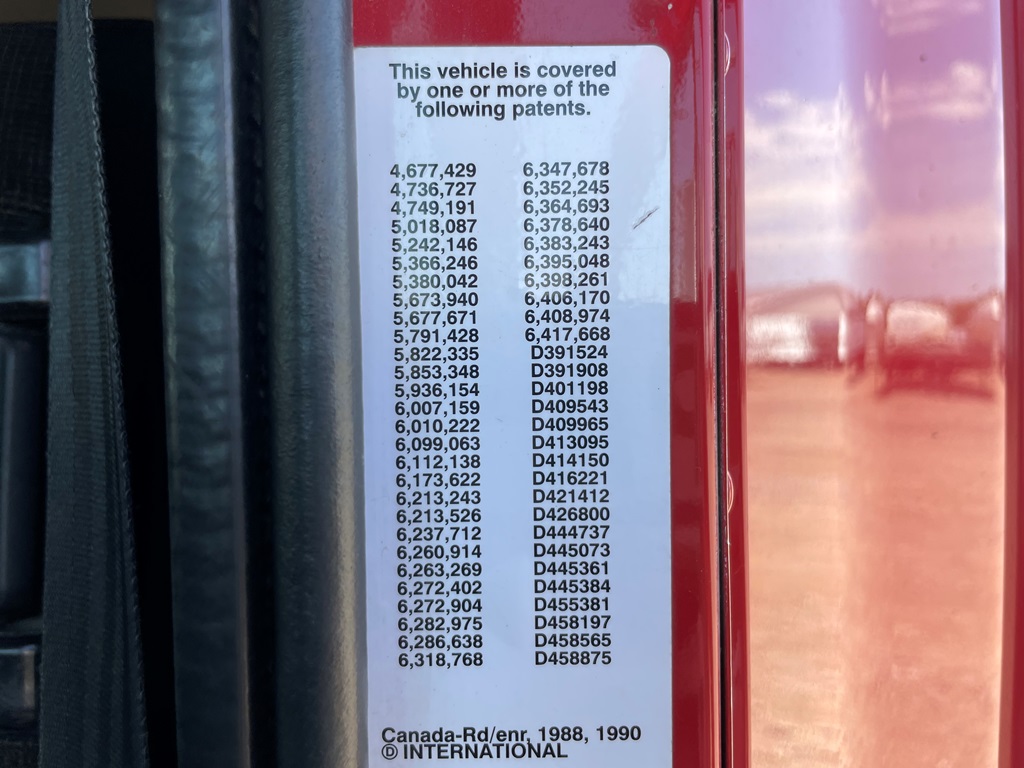 This vehicle is covered
by one or more of the
following patents.
4,677,429 6,347,678
4,736,727 6,352,245
4,749,191 6,364,693
5,018,087 6,378,640
5,242,146 6,383,243
5,366,246 6,395,048
5,380,042 6,398,261
5,673,940 6,406,170
5,677,671 6,408,974
5,791,428 6,417,668
5,822,335 D391524
5,853,348 D391908
5,936,154 D401198
6,007,159 D409543
6,010,222 D409965
6,099,063 D413095
6,112,138 D414150
6,173,622 D416221
6,213,243 D421412
6,213,526 D426800
6,237,712 D444737
6,260,914 D445073
6,263,269 D445361
6,272,402 D445384
6,272,904 D455381
6,282,975 D458197
6,286,638 D458565
6,318,768 D458875
Canada-Rd/enr, 1988, 1990
Ⓓ INTERNATIONAL